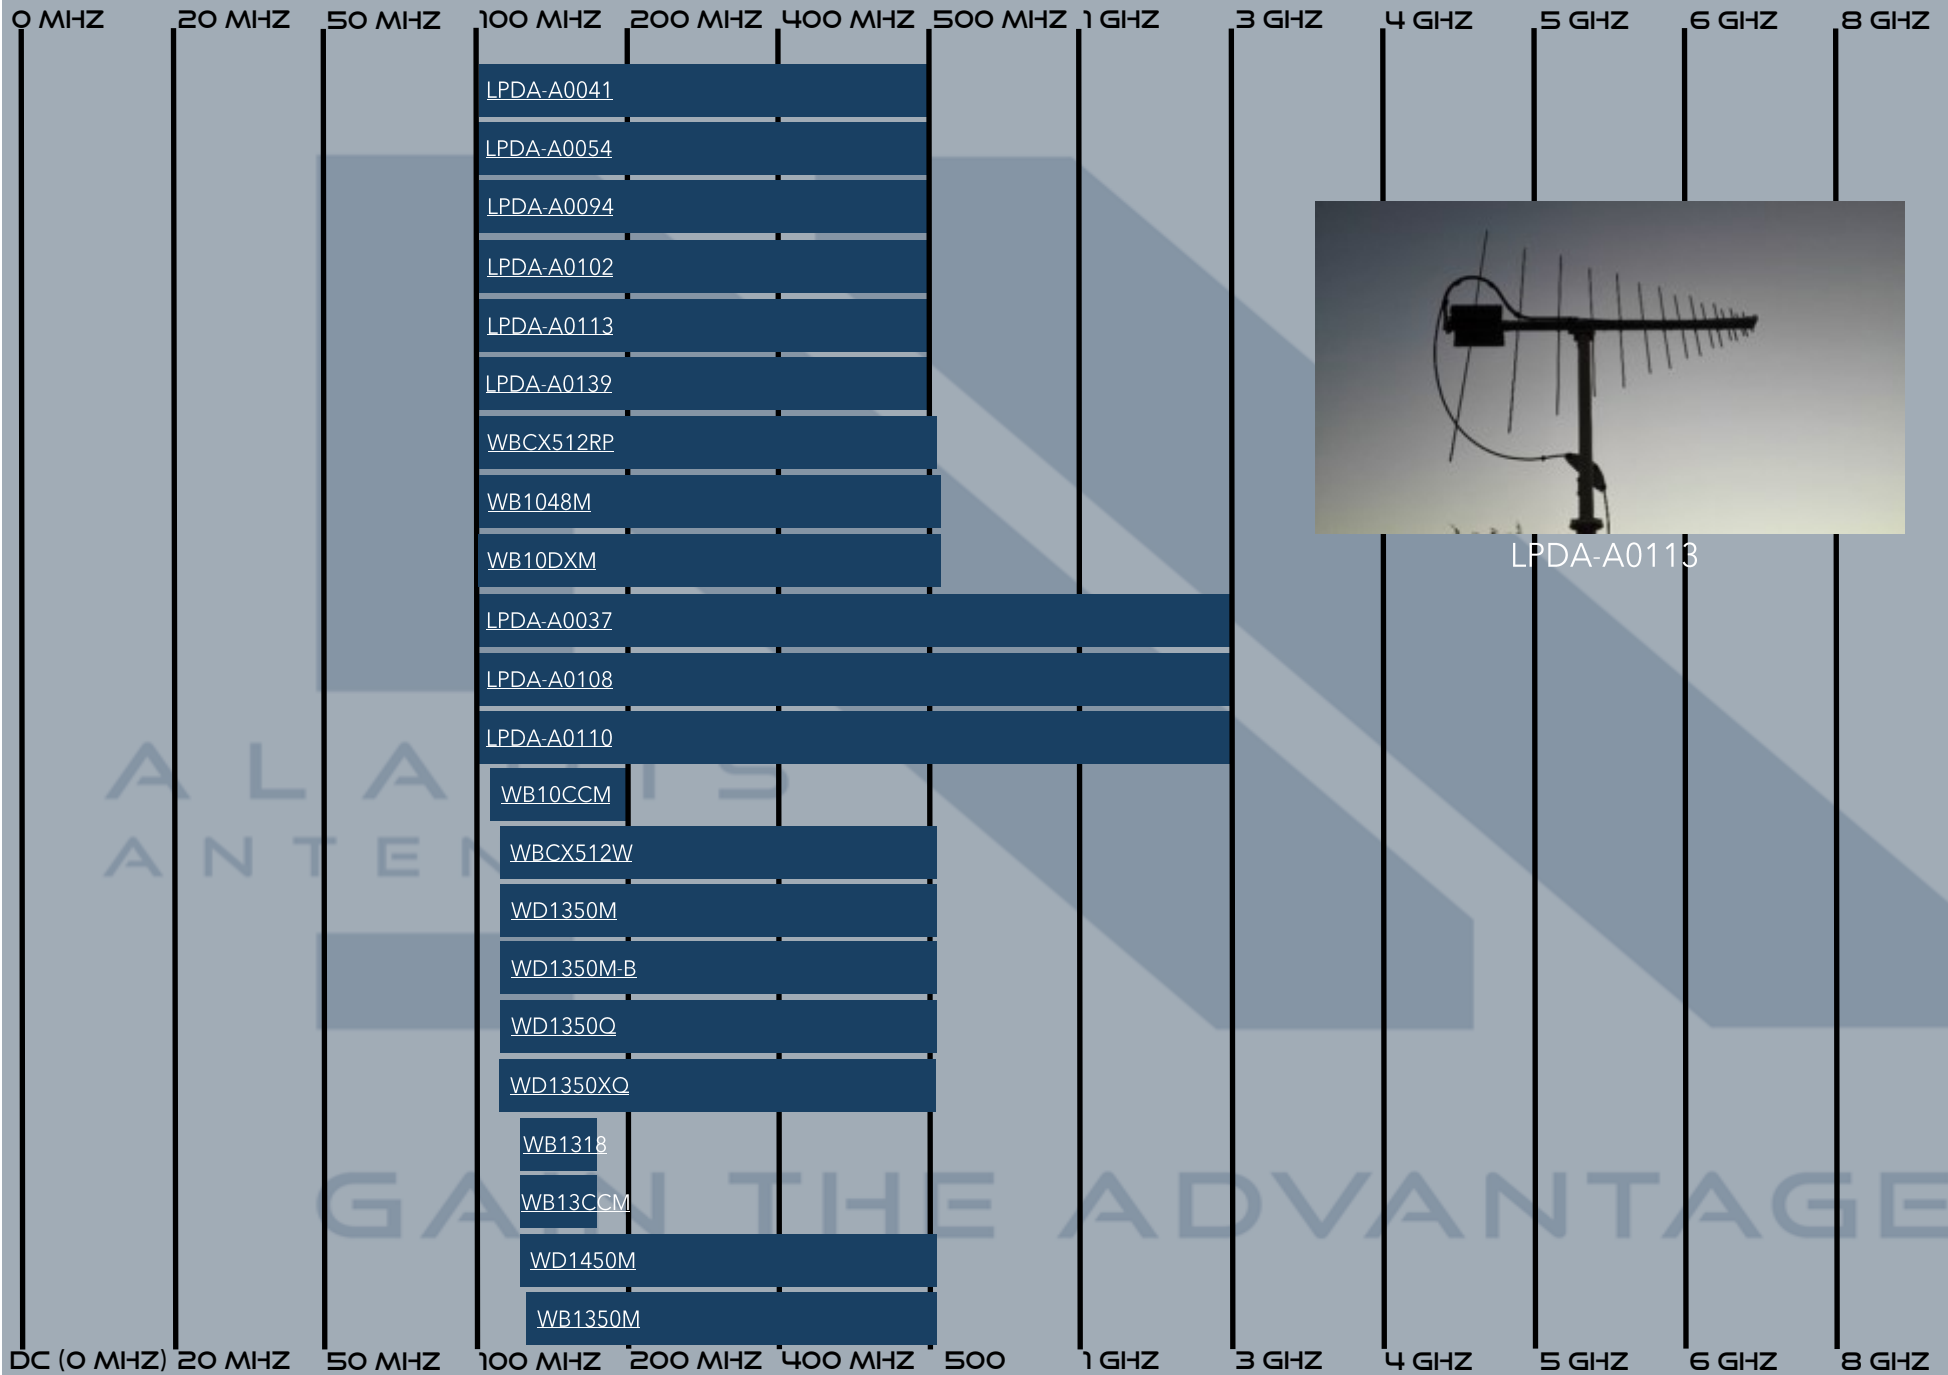 0 MHZ 20 MHZ 50 MHZ 100 MHZ 200 MHZ 400 MHZ 500 MHZ 1 GHZ 3 GHZ 4 GHZ 5 GHZ 6 GHZ 8 GHZ
LPDA-A0041
LPDA-A0054
LPDA-A0094
LPDA-A0102
LPDA-A0113
LPDA-A0139
WBCX512RP
WB1048M
WB10DXM
LPDA-A0113
LPDA-A0037
LPDA-A0108
LPDA-A0110
WB10CCM
WBCX512W
WD1350M
WD1350M-B
WD1350Q
WD1350XQ
WB1318
WB13CCM
GAIN THE ADVANTAGE
WD1450M
WB1350M
DC (0 MHZ) 20 MHZ 50 MHZ 100 MHZ 200 MHZ 400 MHZ 500 1 GHZ 3 GHZ 4 GHZ 5 GHZ 6 GHZ 8 GHZ